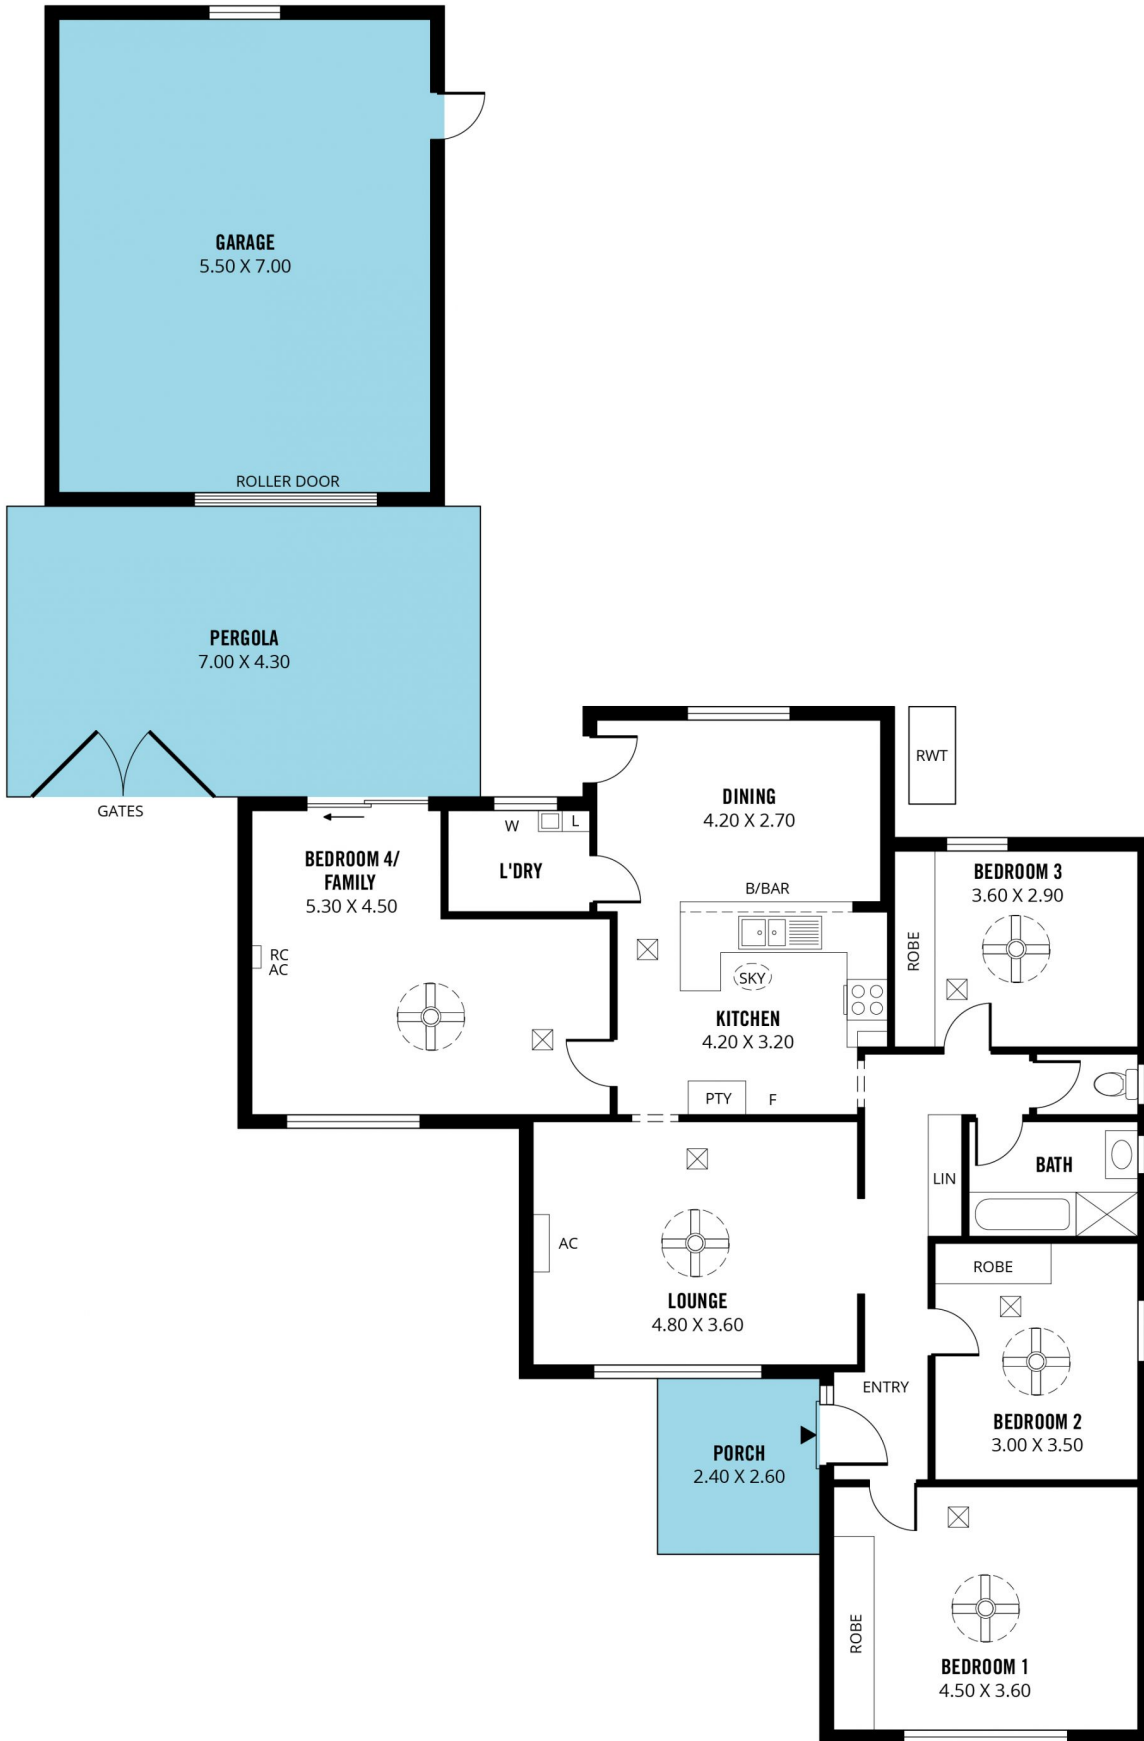 GARAGE
5.50 X 7.00
ROLLER DOOR
PERGOLA
7.00 X 4.30
GATES
RWT
DINING
4.20 X 2.70
B/BAR
W
L
L'DRY
BEDROOM 4/
FAMILY
5.30 X 4.50
RC
AC
BEDROOM 3
3.60 X 2.90
ROBE
SKY
KITCHEN
4.20 X 3.20
PTY
F
BATH
LIN
AC
LOUNGE
4.80 X 3.60
ROBE
BEDROOM 2
3.00 X 3.50
ENTRY
PORCH
2.40 X 2.60
ROBE
BEDROOM 1
4.50 X 3.60